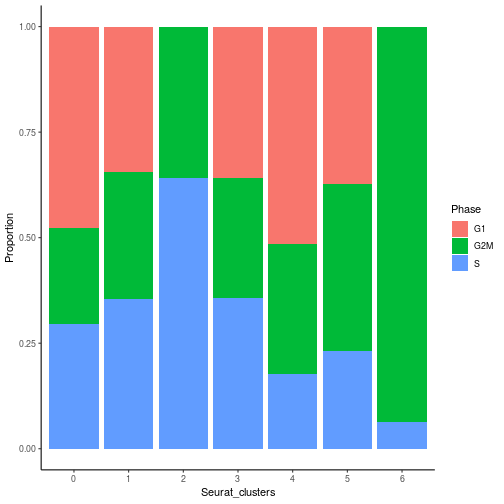 1.00
0.75
0.50
0.25
0.00
Proportion
0 1 2 3 4 5 6
Seurat_clusters
Phase
G1
G2M
S